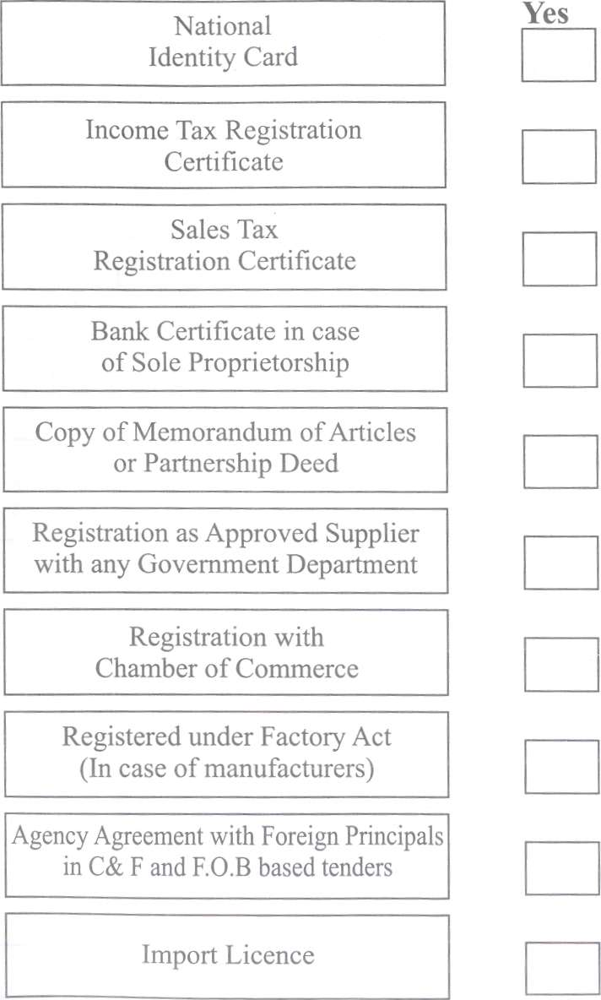 Yes
National
Identity Card
Income Tax Registration
Certificate
Sales Tax
Registration Certificate
Bank Certificate in case
of Sole Proprietorship
Copy of Memorandum of Articles
or Partnership Deed
Registration as Approved Supplier
with any Government Department
Registration with
Chamber of Commerce
Registered under Factory Act
(In case of manufacturers)
Agency Agreement with Foreign Principals
in C& F and F.O.B based tenders
Import Licence